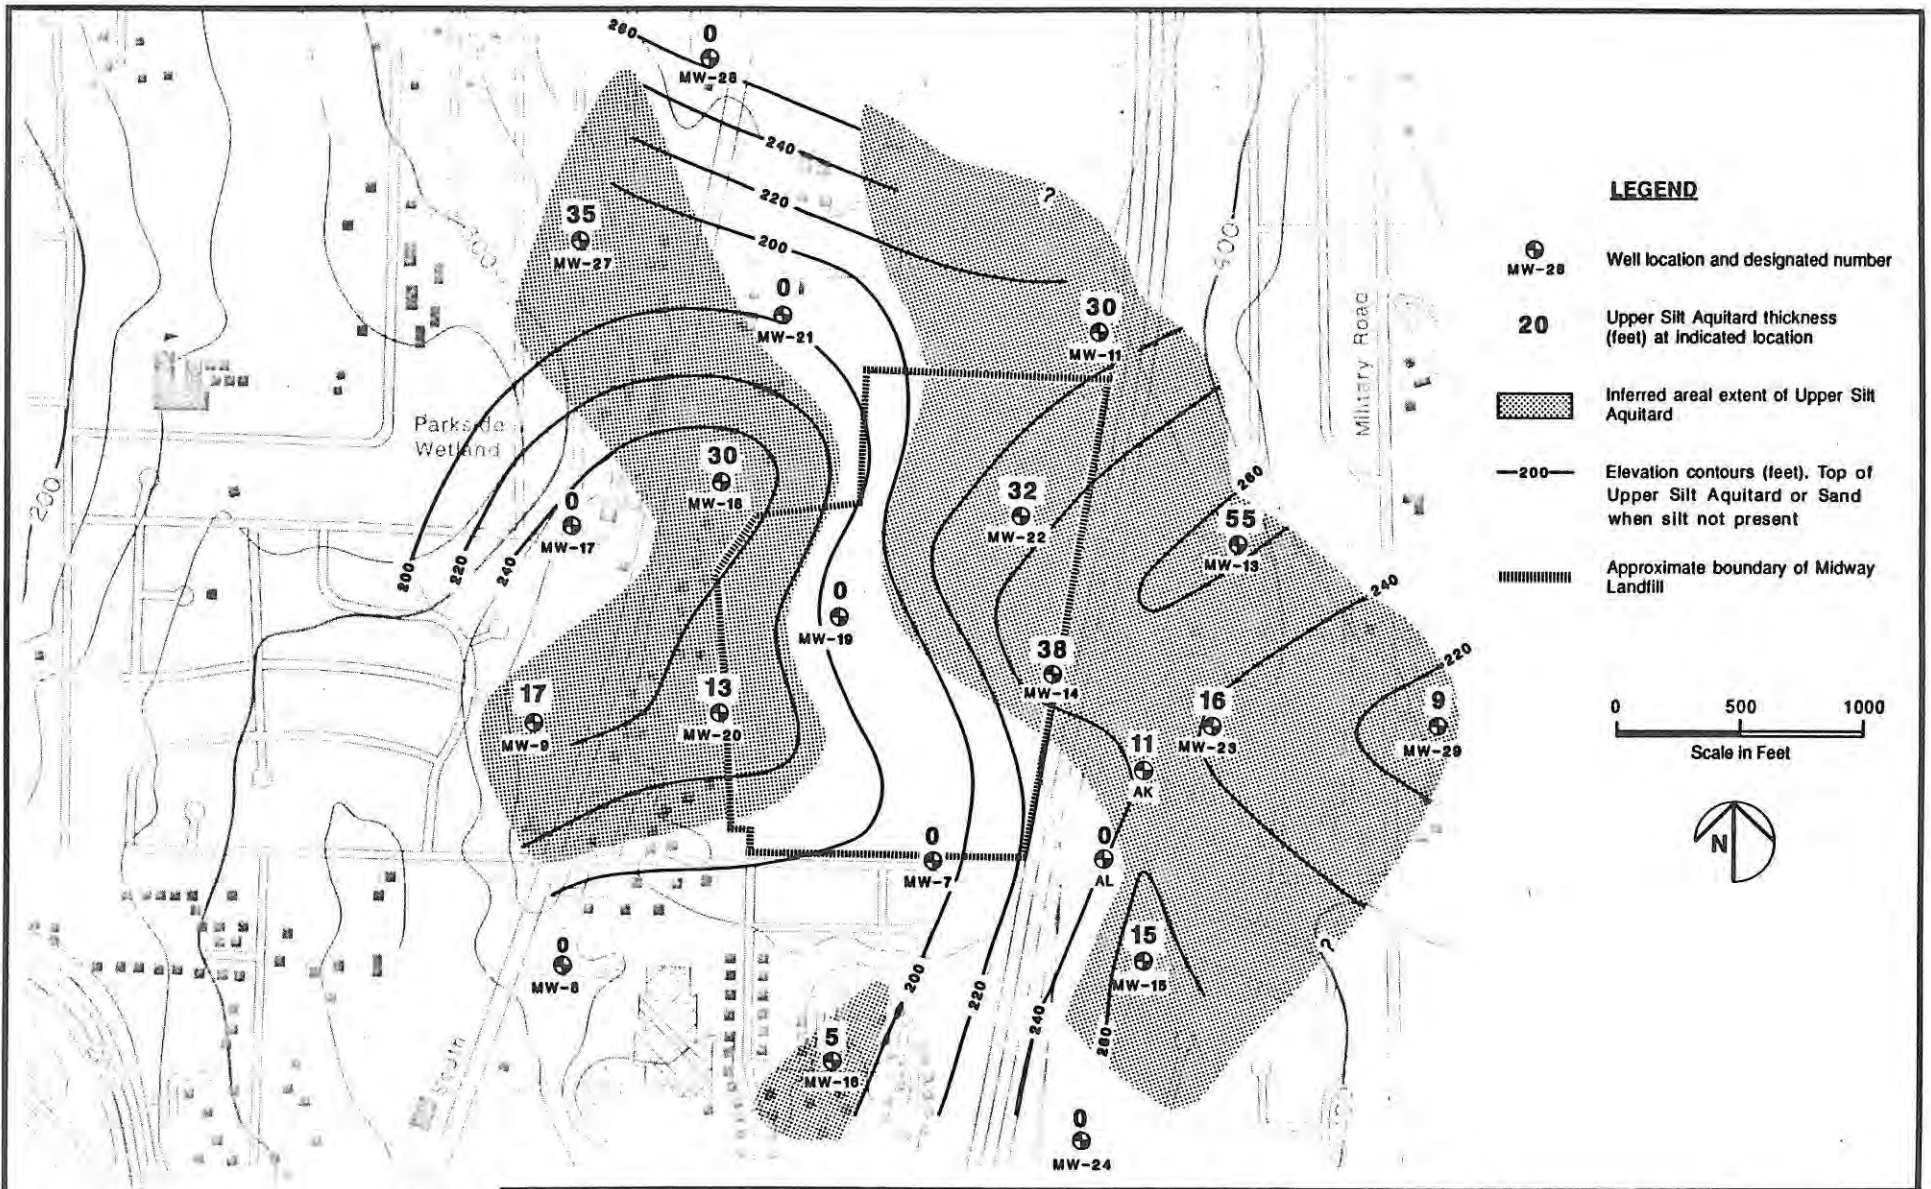 260
0
MW-28
240
220
200
35
MW-27
0
MW-21
?
30
MW-11
400
Military Road
Parkside
Wetland
200
30
MW-18
0
MW-17
32
MW-22
260
55
MW-13
200
220
240
0
MW-19
240
220
38
MW-14
17
MW-9
13
MW-20
16
MW-23
9
MW-29
11
AK
0
MW-7
0
AL
0
MW-8
15
MW-15
?
200
220
240
260
5
MW-16
South
0
MW-24
LEGEND
MW-28
Well location and designated number
20
Upper Silt Aquitard thickness
(feet) at indicated location
Inferred areal extent of Upper Silt
Aquitard
200
Elevation contours (feet). Top of
Upper Silt Aquitard or Sand
when silt not present
Approximate boundary of Midway
Landfill
0 500 1000
Scale in Feet
N